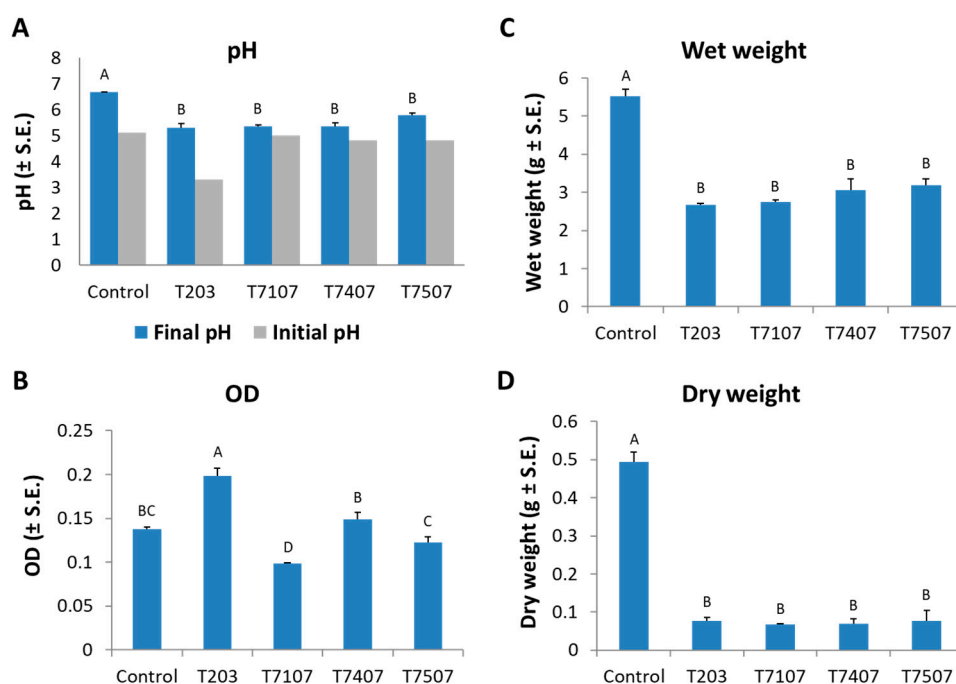 A
pH
pH (± S.E.)
8
7
6
5
4
3
2
1
0
A
B
B
B
B
Control
T203
T7107
T7407
T7507
Final pH
Initial pH
C
Wet weight
Wet weight (g ± S.E.)
6
5
4
3
2
1
0
A
B
B
B
B
Control
T203
T7107
T7407
T7507
B
OD
OD (± S.E.)
0.25
0.2
0.15
0.1
0.05
0
BC
A
D
B
C
Control
T203
T7107
T7407
T7507
D
Dry weight
Dry weight (g ± S.E.)
0.6
0.5
0.4
0.3
0.2
0.1
0
A
B
B
B
B
Control
T203
T7107
T7407
T7507